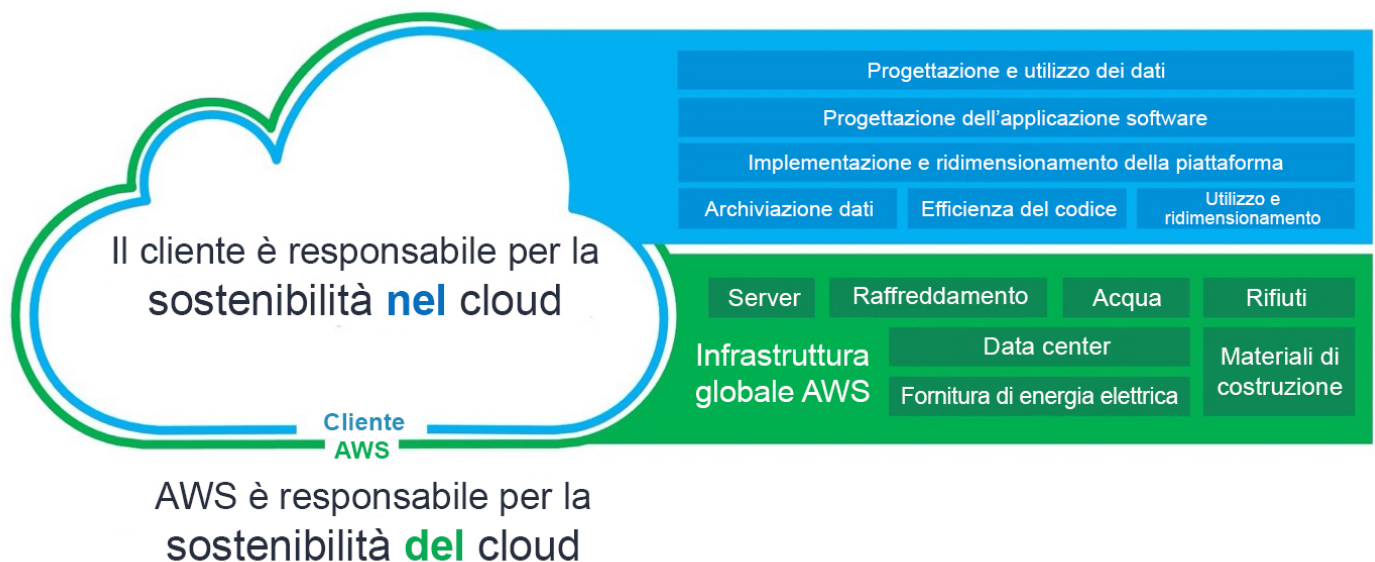 Progettazione e utilizzo dei dati
Progettazione dell'applicazione software
Implementazione e ridimensionamento della piattaforma
Archiviazione dati
Efficienza del codice
Utilizzo e
ridimensionamento
Il cliente è responsabile per la
sostenibilità nel cloud
Server
Raffreddamento
Acqua
Rifiuti
Infrastruttura
globale AWS
Data center
Fornitura di energia elettrica
Materiali di
costruzione
Cliente
AWS
AWS è responsabile per la
sostenibilità del cloud